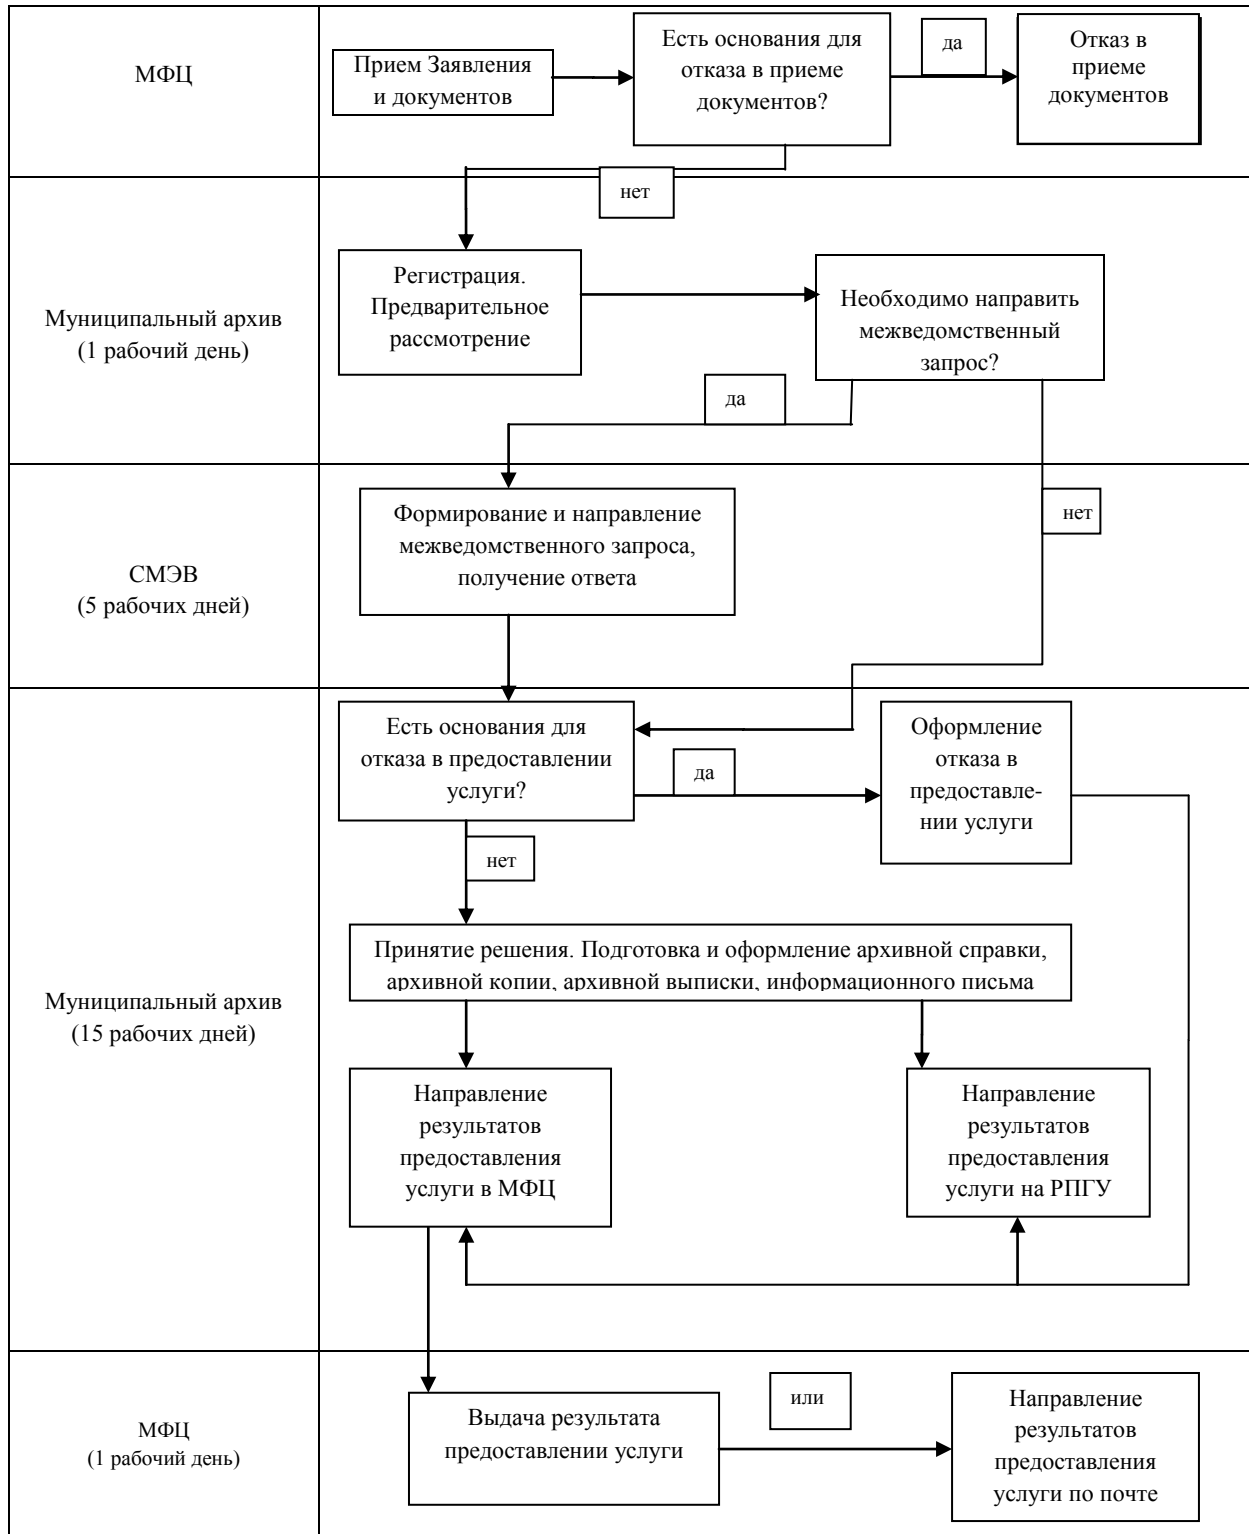 МФЦ
Прием Заявления
и документов
Есть основания для
отказа в приеме
документов?
да
Отказ в
приеме
документов
нет
Муниципальный архив
(1 рабочий день)
Регистрация.
Предварительное
рассмотрение
Необходимо направить
межведомственный
запрос?
да
нет
СМЭВ
(5 рабочих дней)
Формирование и направление
межведомственного запроса,
получение ответа
Муниципальный архив
(15 рабочих дней)
Есть основания для
отказа в предоставлении
услуги?
да
Оформление
отказа в
предоставле-
нии услуги
нет
Принятие решения. Подготовка и оформление архивной справки,
архивной копии, архивной выписки, информационного письма
Направление
результатов
предоставления
услуги в МФЦ
Направление
результатов
предоставления
услуги на РПГУ
МФЦ
(1 рабочий день)
Выдача результата
предоставлении услуги
или
Направление
результатов
предоставления
услуги по почте